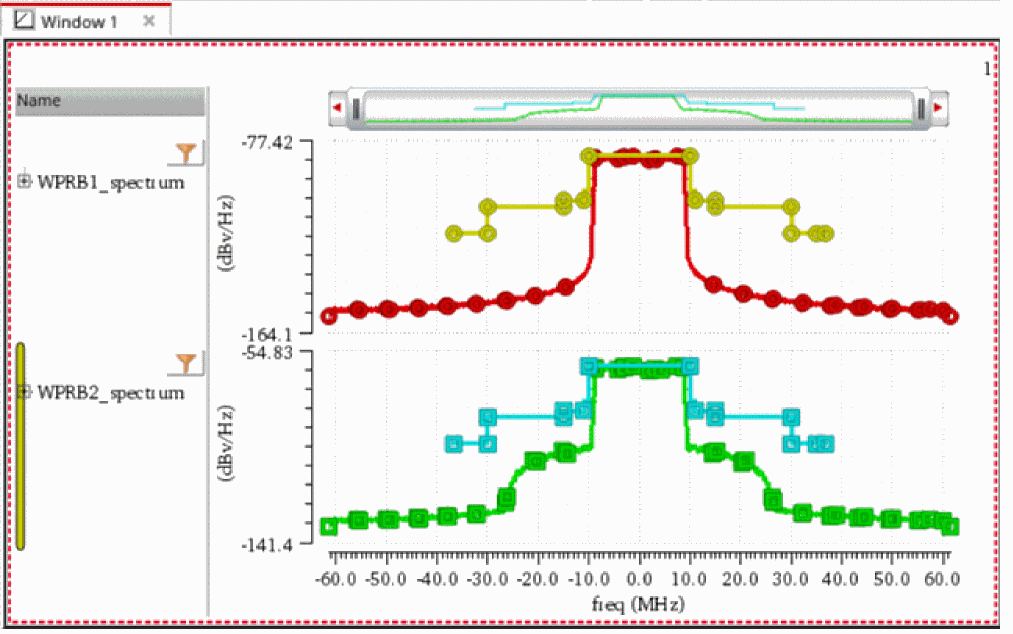 Window 1
1
Name
WPRB1_spectrum
-77.42
(dBv/Hz)
-164.1
WPRB2_spectrum
-54.83
(dBv/Hz)
-141.4
-60.0 -50.0 -40.0 -30.0 -20.0 -10.0 0.0 10.0 20.0 30.0 40.0 50.0 60.0
freq (MHz)